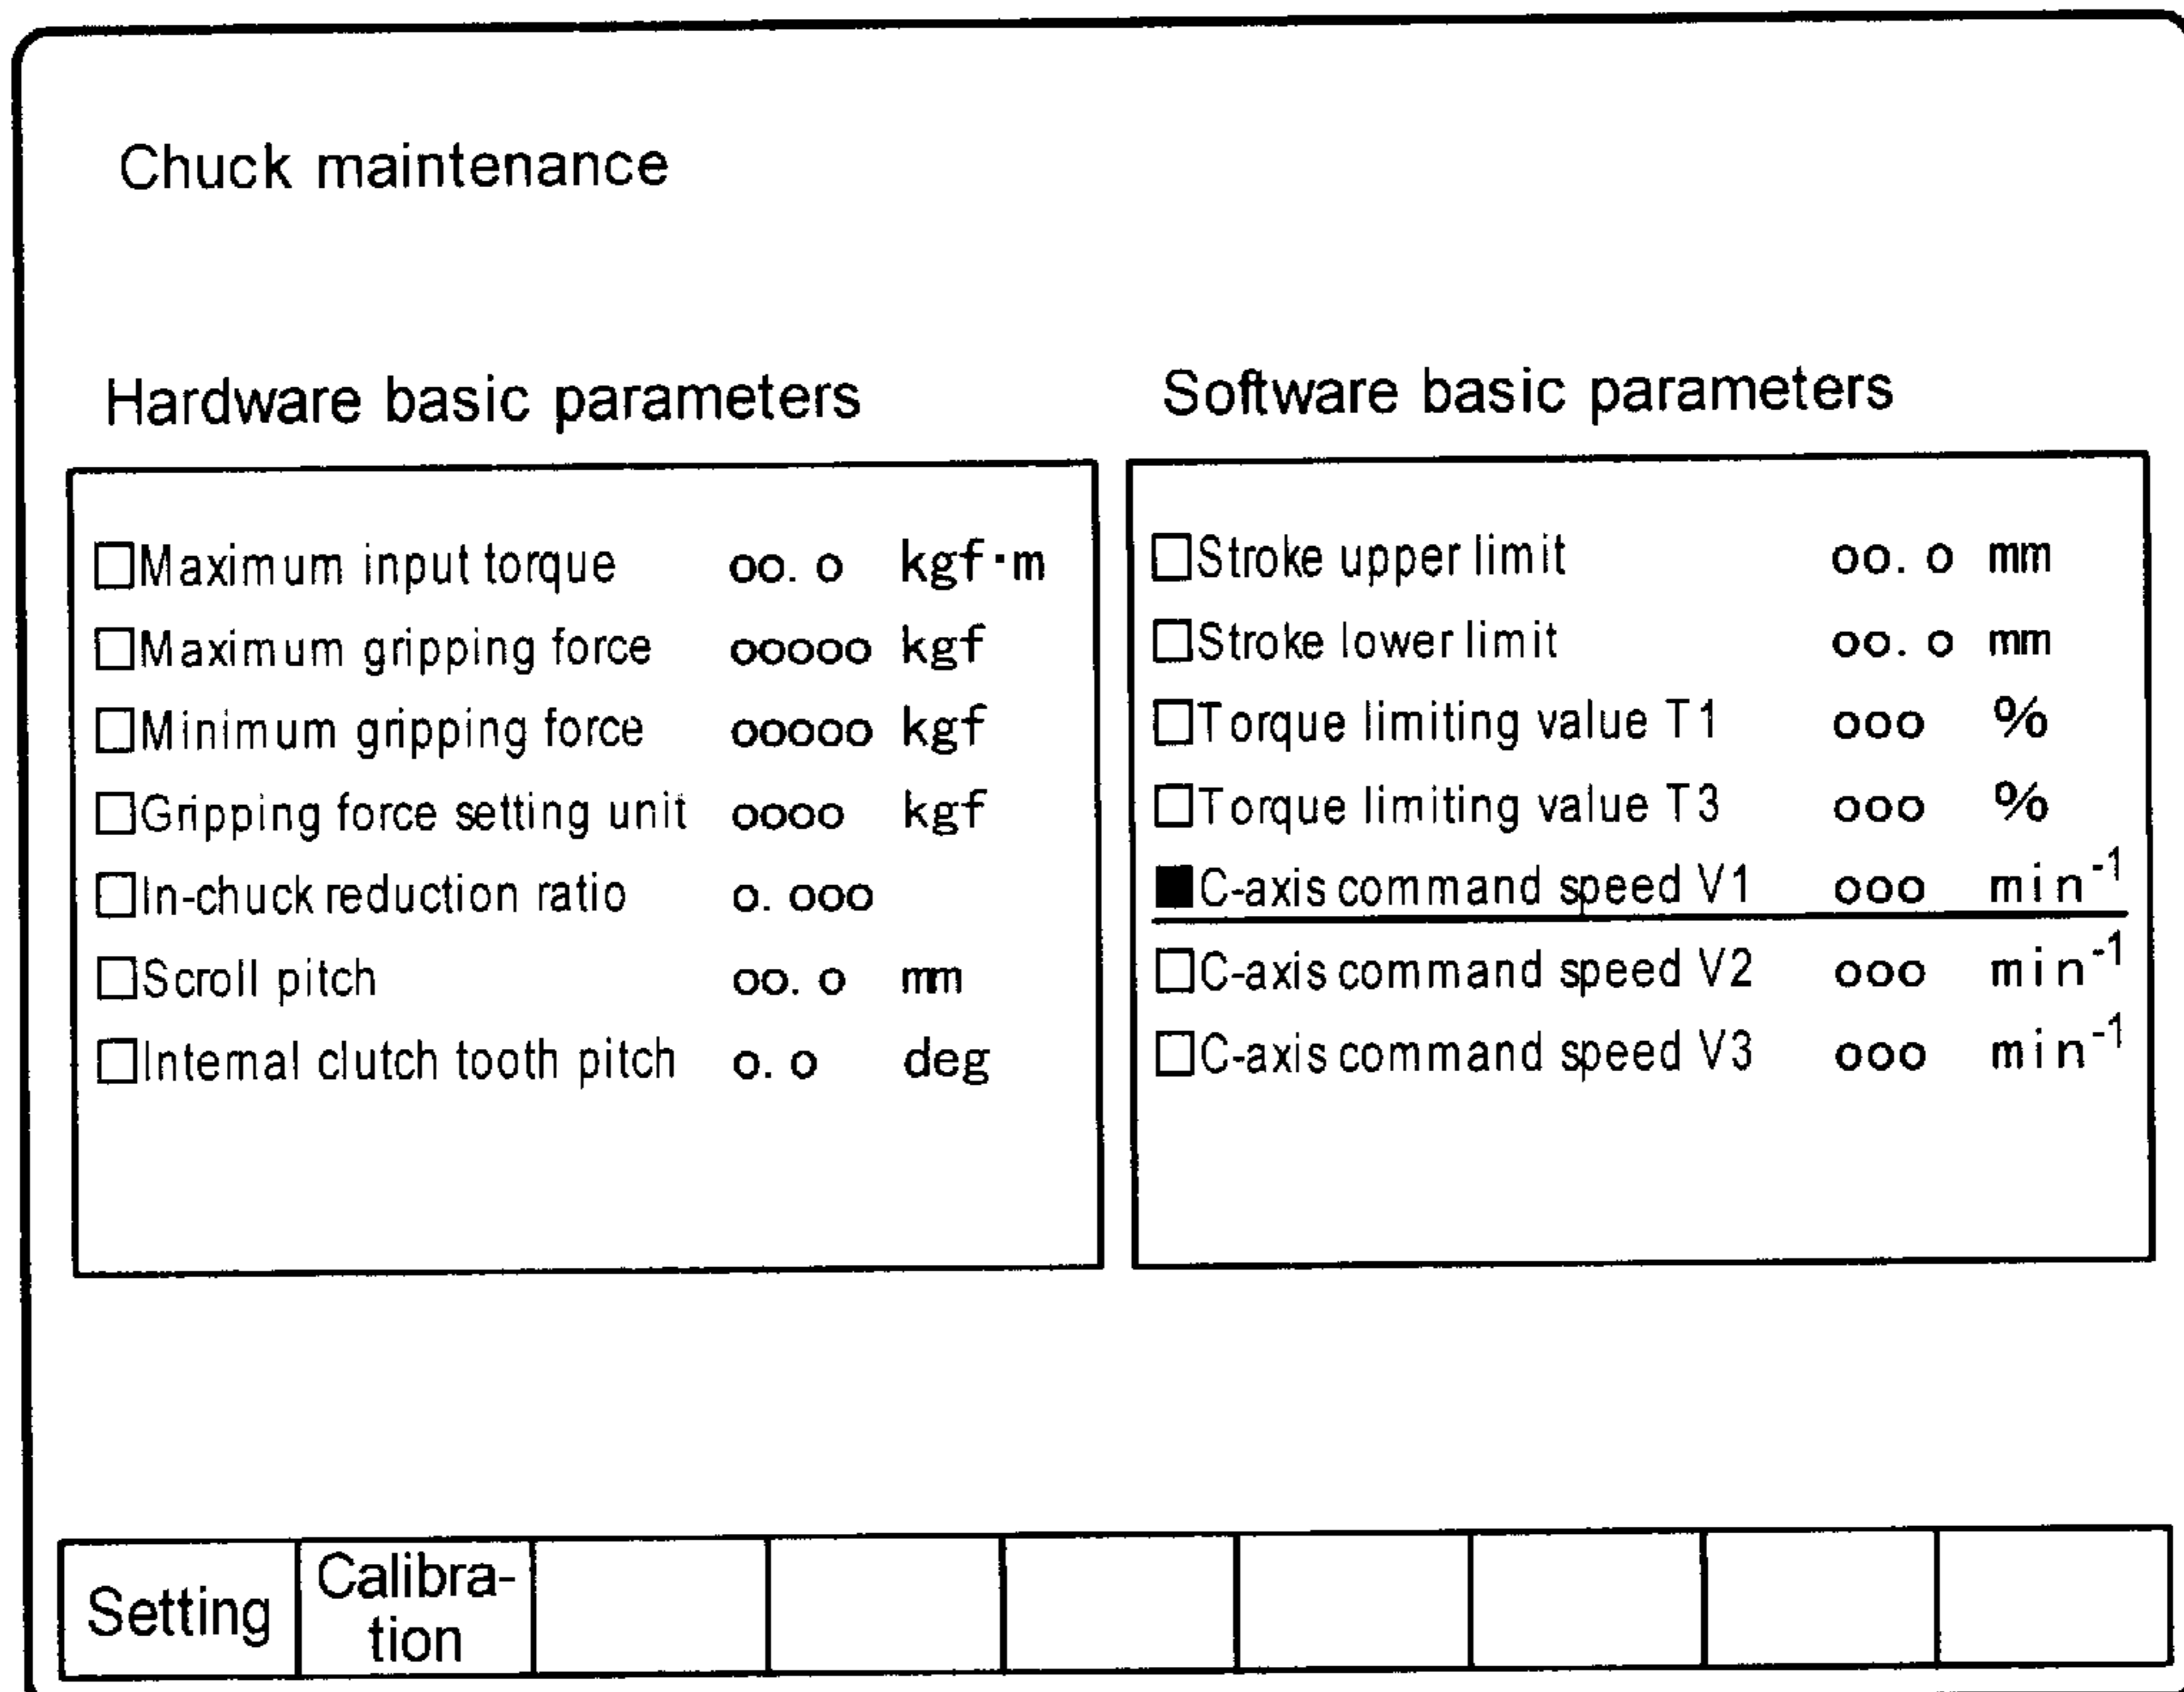 Chuck maintenance
Hardware basic parameters
□Maximum input torque oo. o kgf·m
□Maximum gripping force ooooo kgf
□Minimum gripping force ooooo kgf
□Gripping force setting unit oooo kgf
□In-chuck reduction ratio o. ooo
□Scroll pitch oo. o mm
□Internal clutch tooth pitch o. o deg
Software basic parameters
□Stroke upper limit oo. o mm
□Stroke lower limit oo. o mm
□Torque limiting value T1 ooo %
□Torque limiting value T3 ooo %
■C-axis command speed V1 ooo min⁻¹
□C-axis command speed V2 ooo min⁻¹
□C-axis command speed V3 ooo min⁻¹
Setting
Calibra-
tion